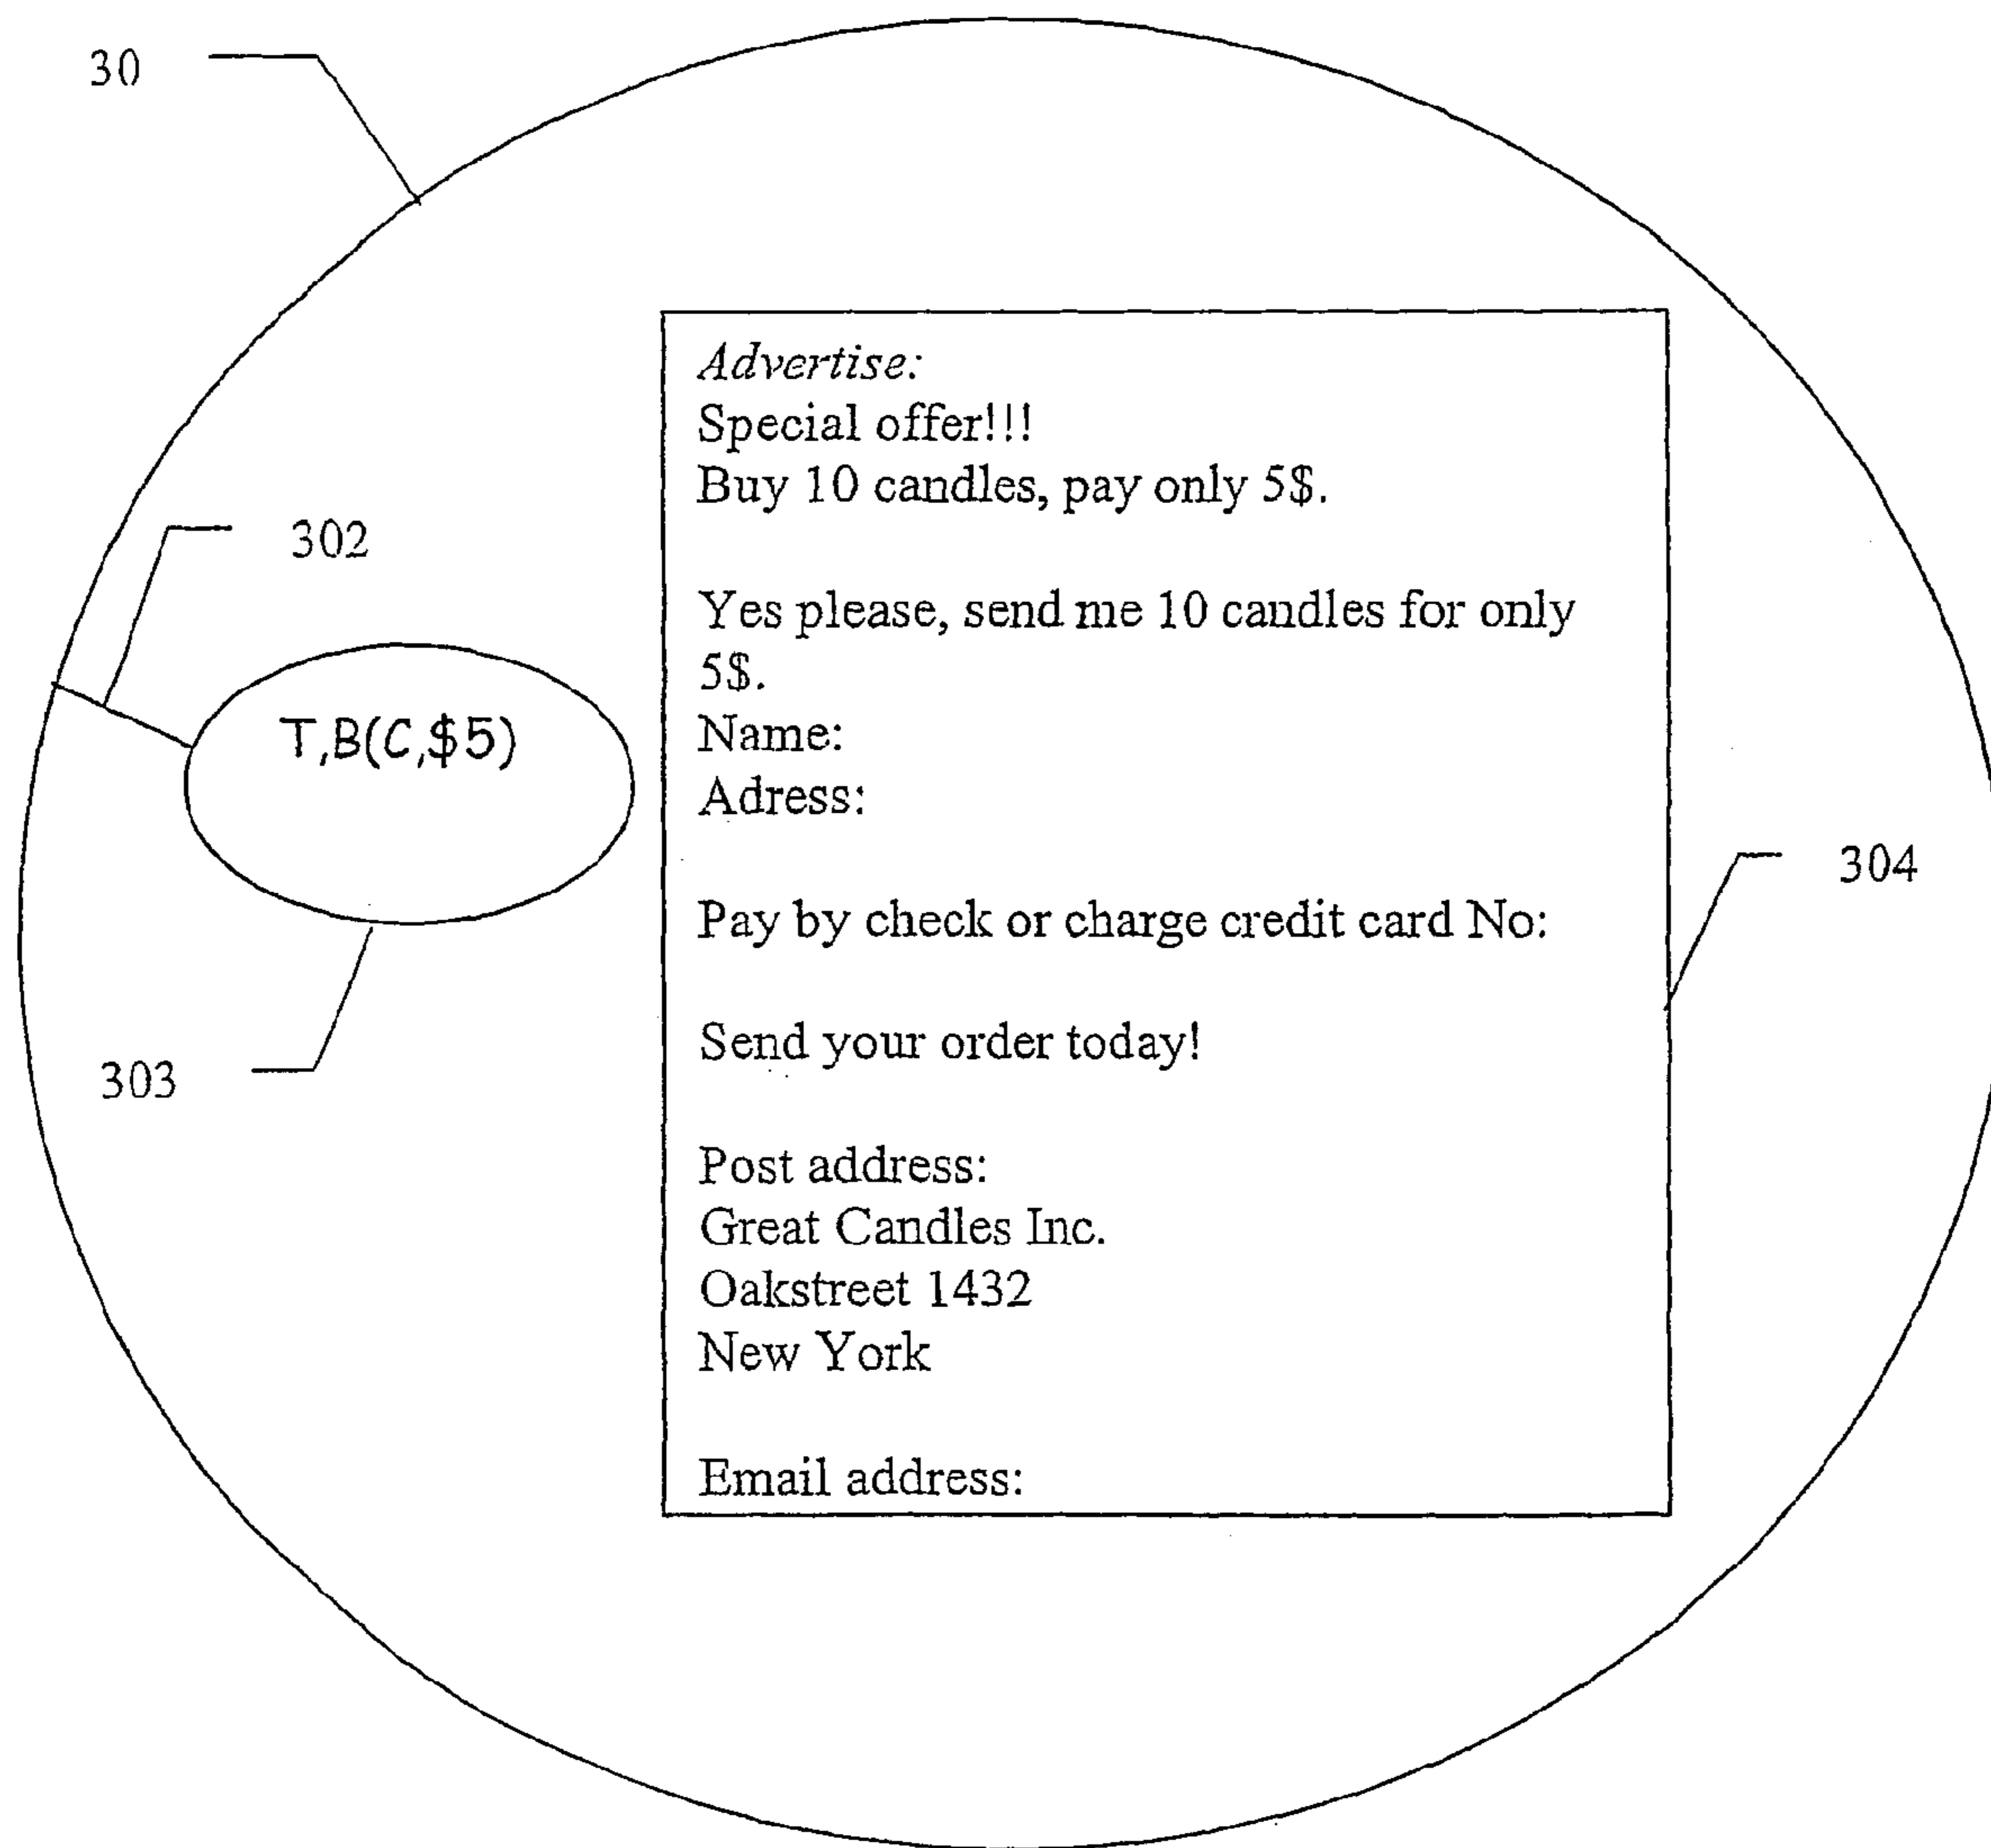 30
Advertise:
Special offer!!!
Buy 10 candles, pay only 5$.
302
Yes please, send me 10 candles for only
5$.
T,B(C,$5)
Name:
Adress:
304
Pay by check or charge credit card No:
Send your order today!
303
Post address:
Great Candles Inc.
Oakstreet 1432
New York
Email address: